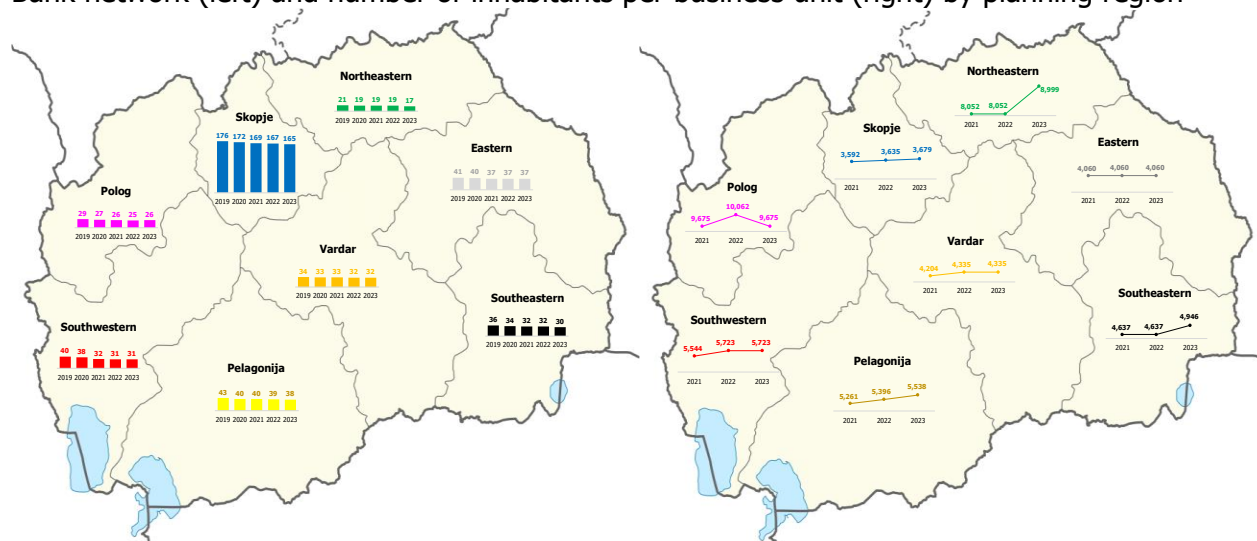 Bank network (left) and number of inhabitants per business unit (right) by planning region
Northeastern
21 19 19 19 17
2019 2020 2021 2022 2023
Skopje
176 172 169 167 165
2019 2020 2021 2022 2023
Eastern
41 40 37 37 37
2019 2020 2021 2022 2023
Polog
29 27 26 25 26
2019 2020 2021 2022 2023
Vardar
34 33 33 32 32
2019 2020 2021 2022 2023
Southeastern
36 34 32 32 30
2019 2020 2021 2022 2023
Southwestern
40 38 32 31 31
2019 2020 2021 2022 2023
Pelagonija
43 40 40 39 38
2019 2020 2021 2022 2023
Northeastern
8,052 8,052 8,999
2021 2022 2023
Skopje
3,592 3,635 3,679
2021 2022 2023
Eastern
4,060 4,060 4,060
2021 2022 2023
Polog
9,675 10,062 9,675
2021 2022 2023
Vardar
4,204 4,335 4,335
2021 2022 2023
Southeastern
4,637 4,637 4,946
2021 2022 2023
Southwestern
5,544 5,723 5,723
2021 2022 2023
Pelagonija
5,261 5,396 5,538
2021 2022 2023